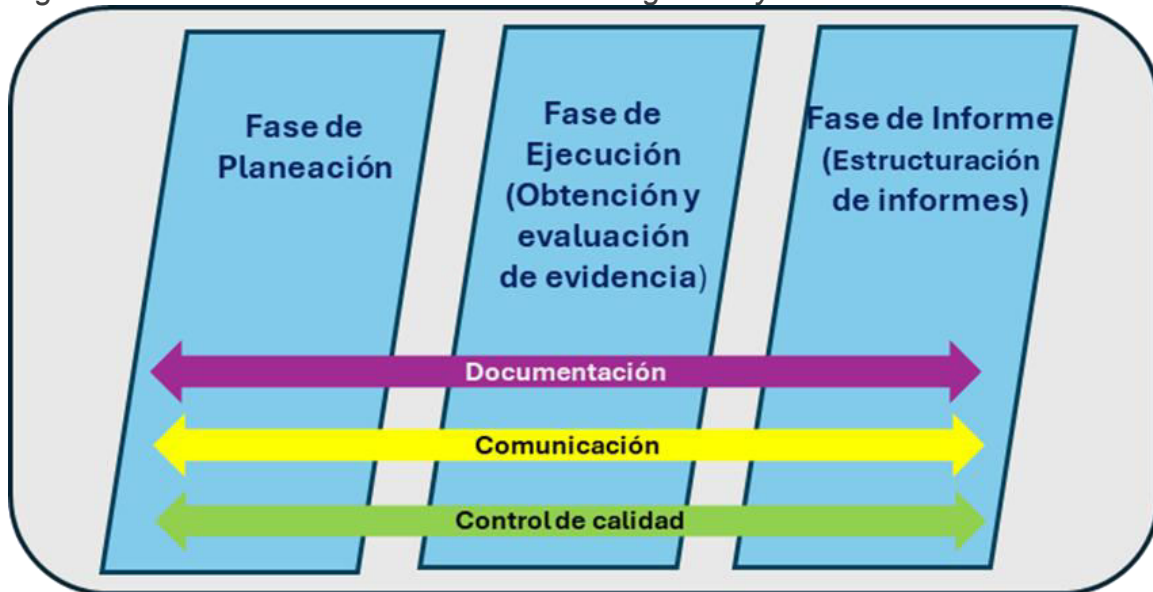 Fase de
Planeación
Fase de
Ejecución
(Obtención y
evaluación
de evidencia)
Fase de Informe
(Estructuración
de informes)
Documentación
Comunicación
Control de calidad